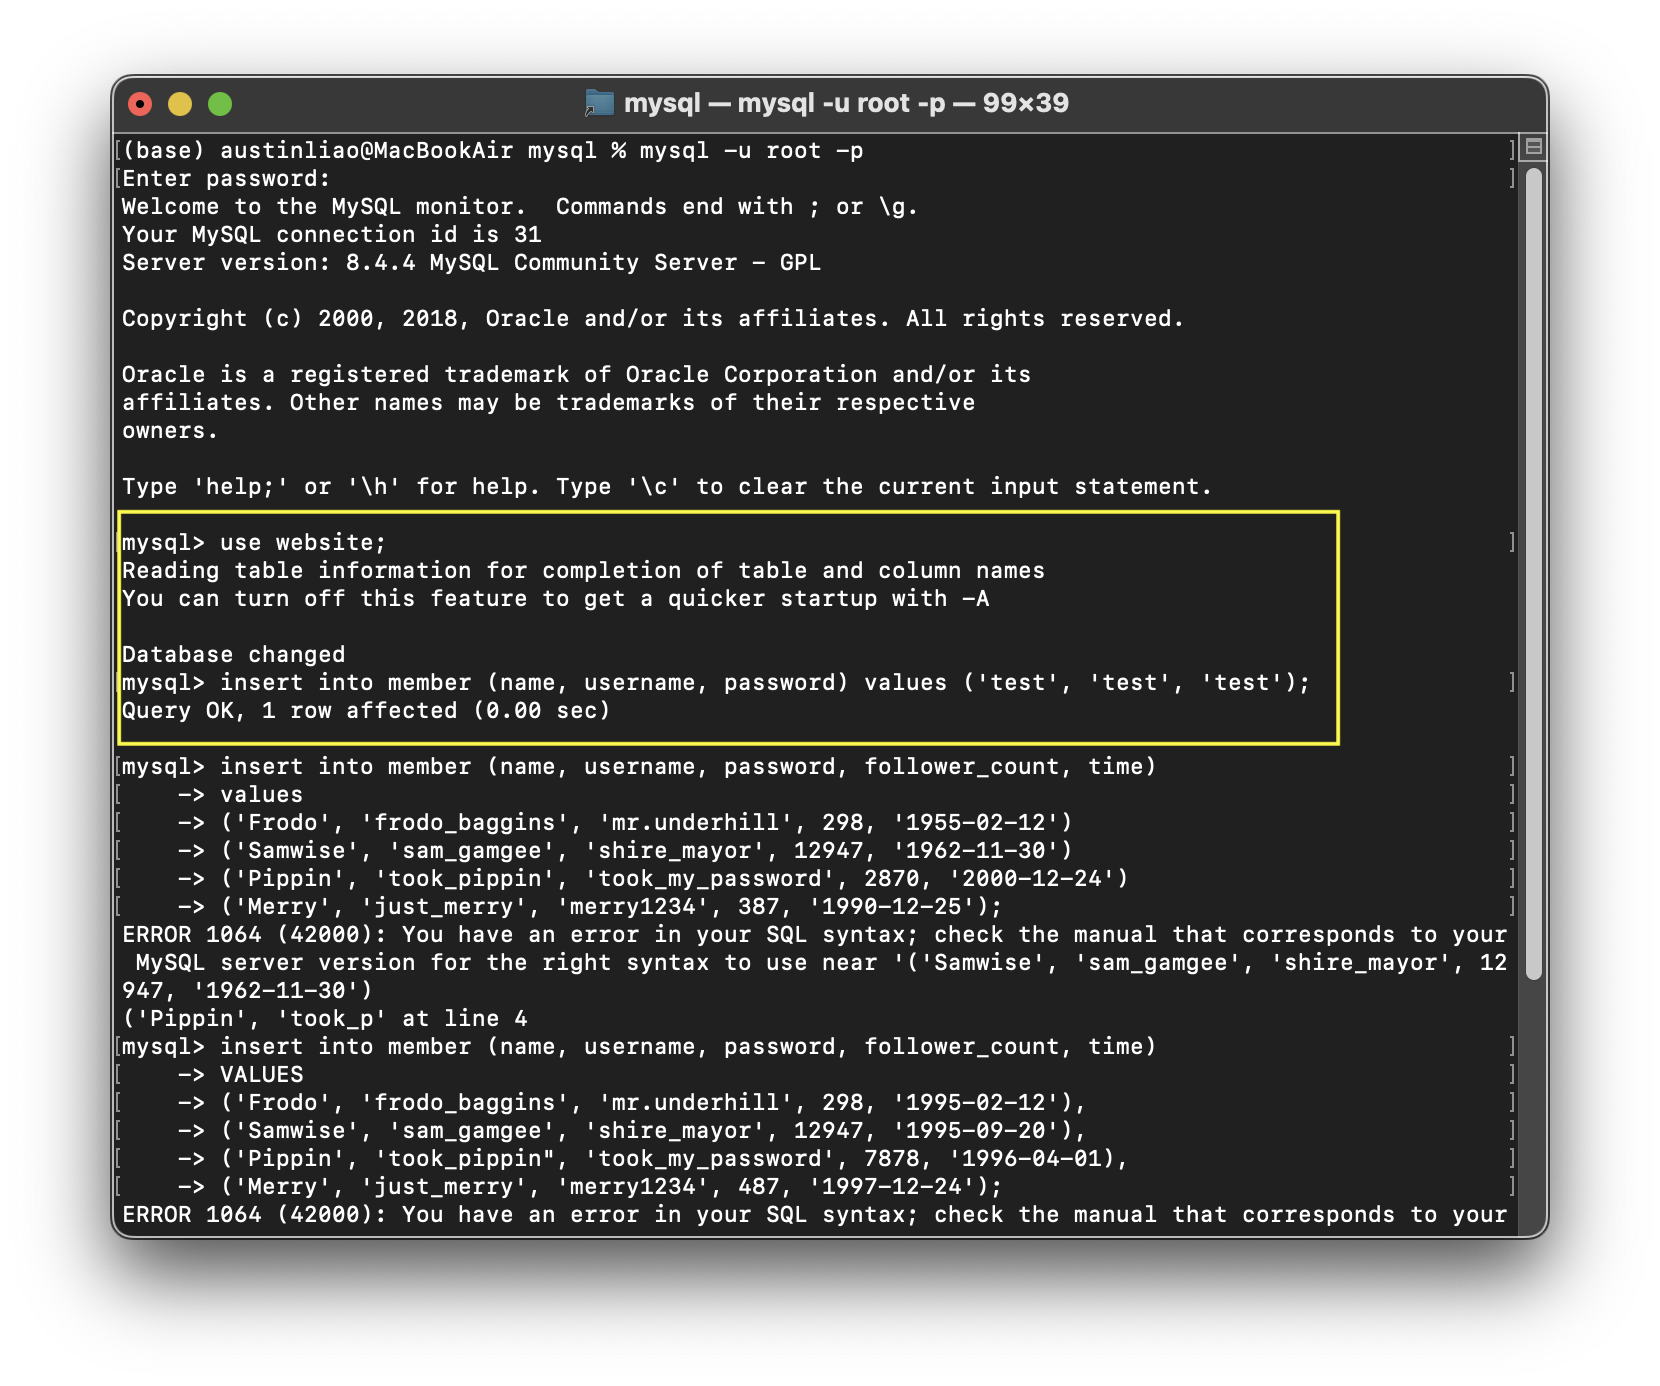 mysql — mysql -u root -p — 99×39
(base) austinliao@MacBookAir mysql % mysql -u root -p
Enter password:
Welcome to the MySQL monitor.  Commands end with ; or \g.
Your MySQL connection id is 31
Server version: 8.4.4 MySQL Community Server - GPL
Copyright (c) 2000, 2018, Oracle and/or its affiliates. All rights reserved.
Oracle is a registered trademark of Oracle Corporation and/or its
affiliates. Other names may be trademarks of their respective
owners.
Type 'help;' or '\h' for help. Type '\c' to clear the current input statement.
mysql> use website;
Reading table information for completion of table and column names
You can turn off this feature to get a quicker startup with -A
Database changed
mysql> insert into member (name, username, password) values ('test', 'test', 'test');
Query OK, 1 row affected (0.00 sec)
mysql> insert into member (name, username, password, follower_count, time)
    -> values
    -> ('Frodo', 'frodo_baggins', 'mr.underhill', 298, '1955-02-12')
    -> ('Samwise', 'sam_gamgee', 'shire_mayor', 12947, '1962-11-30')
    -> ('Pippin', 'took_pippin', 'took_my_password', 2870, '2000-12-24')
    -> ('Merry', 'just_merry', 'merry1234', 387, '1990-12-25');
ERROR 1064 (42000): You have an error in your SQL syntax; check the manual that corresponds to your
 MySQL server version for the right syntax to use near '('Samwise', 'sam_gamgee', 'shire_mayor', 12
947, '1962-11-30')
('Pippin', 'took_p' at line 4
mysql> insert into member (name, username, password, follower_count, time)
    -> VALUES
    -> ('Frodo', 'frodo_baggins', 'mr.underhill', 298, '1995-02-12'),
    -> ('Samwise', 'sam_gamgee', 'shire_mayor', 12947, '1995-09-20'),
    -> ('Pippin', 'took_pippin", 'took_my_password', 7878, '1996-04-01),
    -> ('Merry', 'just_merry', 'merry1234', 487, '1997-12-24');
ERROR 1064 (42000): You have an error in your SQL syntax; check the manual that corresponds to your